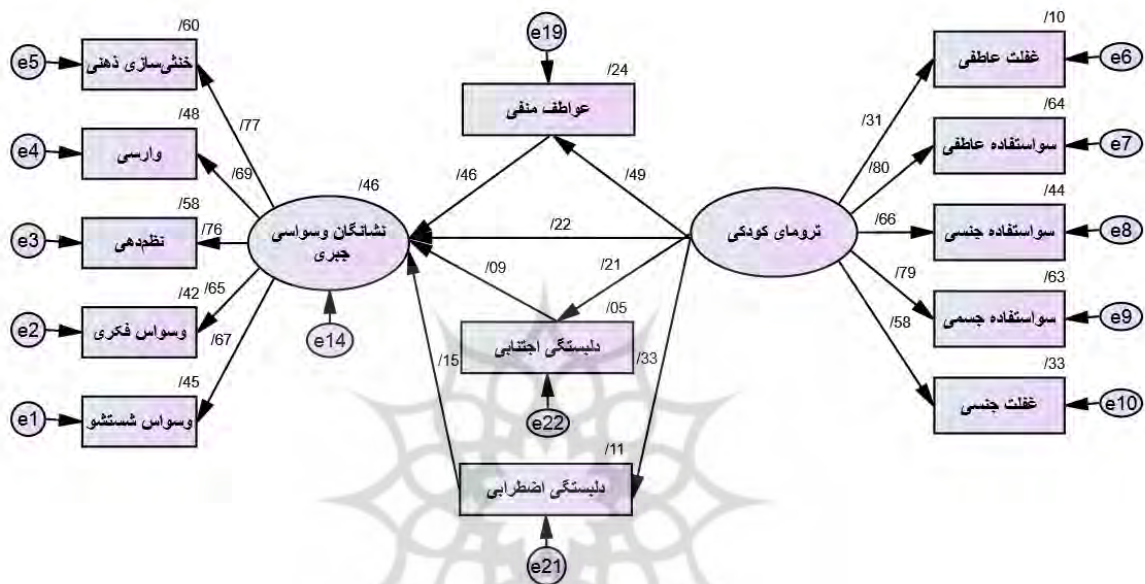 /60
e5
خنثی‌سازی ذهنی
/77
/48
e4
وارسی
/69
/58
e3
نظم‌دهی
/76
/42
e2
وسواس فکری
/65
/45
e1
وسواس شستشو
/67
/46
نشانگان وسواسی
جبری
e14
e19
/24
عواطف منفی
/46
/49
/22
/09
/21
/05
دلبستگی اجتنابی
e22
/15
/33
/11
دلبستگی اضطرابی
e21
ترومای کودکی
/10
غفلت عاطفی
e6
/31
/64
سواستفاده عاطفی
e7
/80
/44
سواستفاده جنسی
e8
/66
/63
سواستفاده جسمی
e9
/79
/33
غفلت جنسی
e10
/58